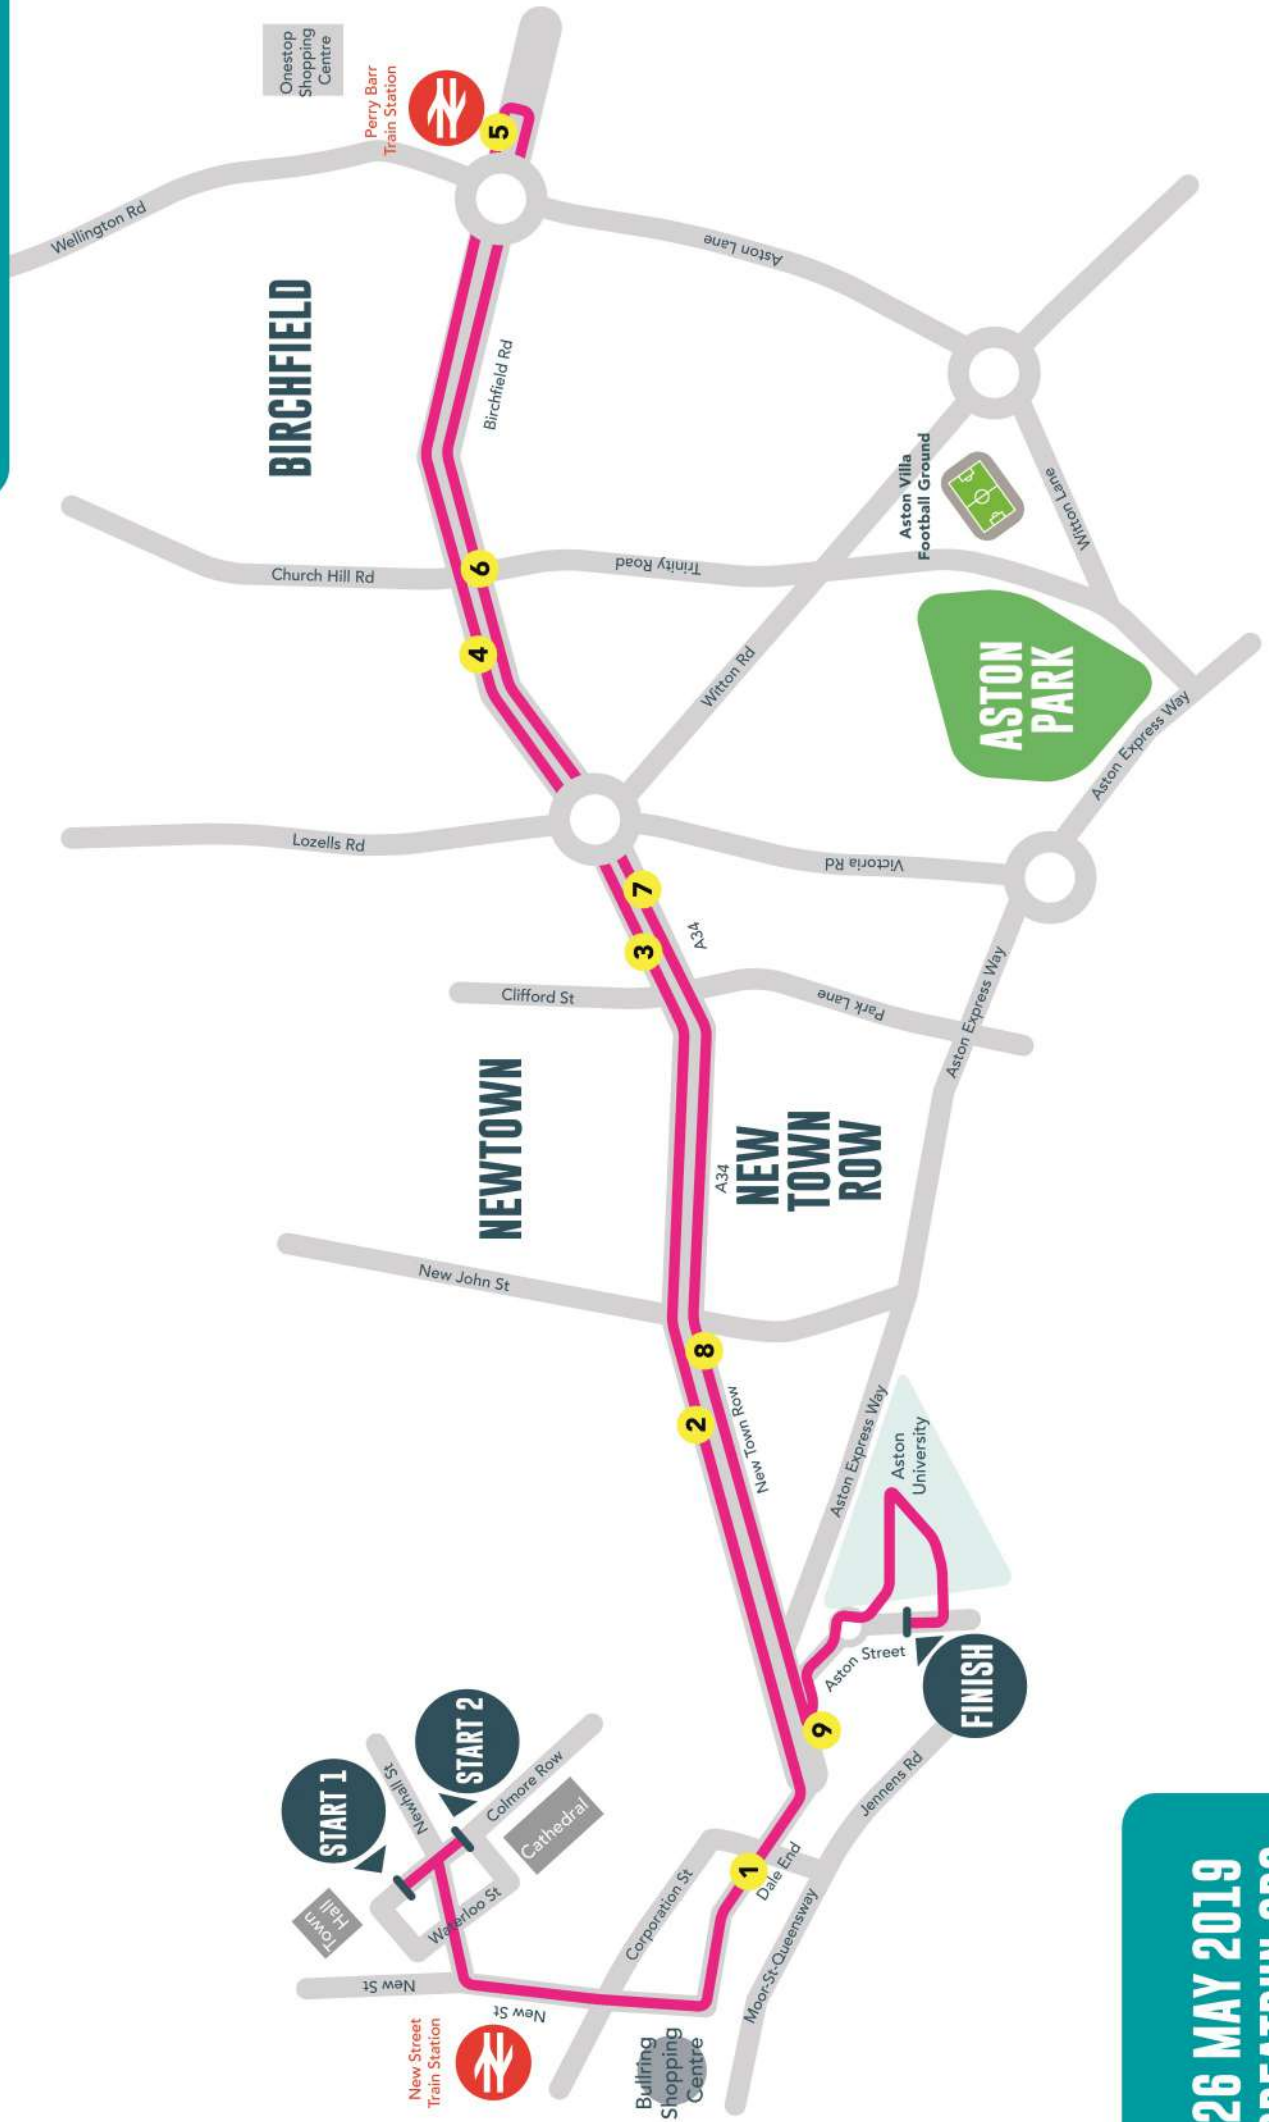 Onestop
Shopping
Centre
Perry Barr
Train Station
5
Wellington Rd
BIRCHFIELD
Aston Lane
Birchfield Rd
Aston Villa
Football Ground
Witton Lane
Church Hill Rd
6
Trinity Road
4
Witton Rd
ASTON
PARK
Aston Express Way
Lozells Rd
Victoria Rd
7
3
A34
Clifford St
Park Lane
Aston Express Way
NEWTOWN
A34
NEW
TOWN
ROW
New John St
8
2
New Town Row
Aston Express Way
Aston
University
Aston Street
9
FINISH
START 1
START 2
Newhall St
Colmore Row
Cathedral
Town
Hall
Waterloo St
Jennens Rd
1
Dale End
Corporation St
Moor-St-Queensway
New St
New St
New Street
Train Station
Bullring
Shopping
Centre
26 MAY 2019